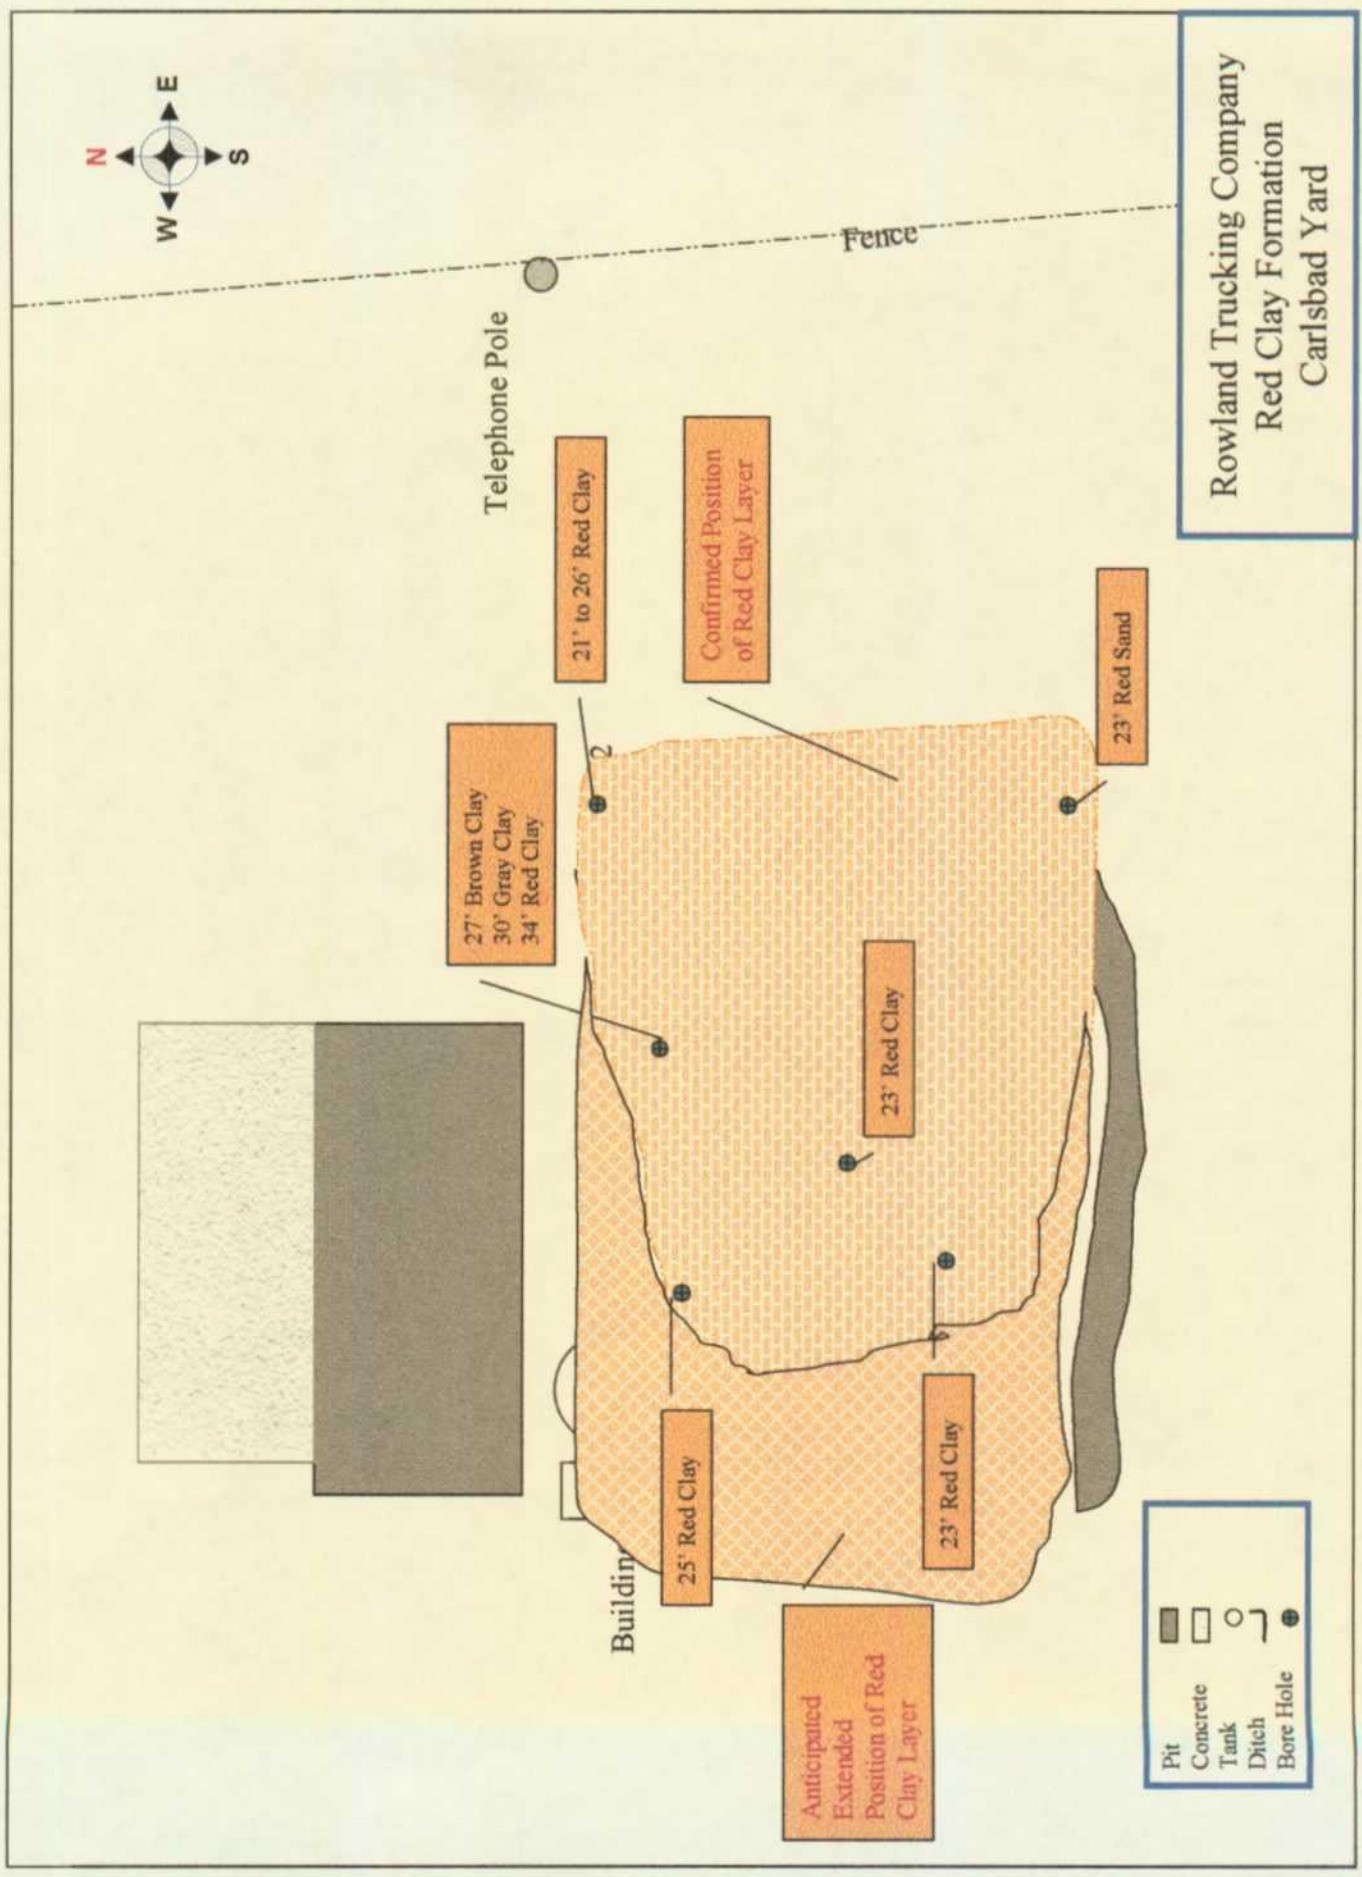 N
W
E
S
Fence
Telephone Pole
21' to 26' Red Clay
Confirmed Position
of Red Clay Layer
27' Brown Clay
30' Gray Clay
34' Red Clay
2
23' Red Sand
23' Red Clay
25' Red Clay
23' Red Clay
Building
Anticipated
Extended
Position of Red
Clay Layer
Pit
Concrete
Tank
Ditch
Bore Hole
Rowland Trucking Company
Red Clay Formation
Carlsbad Yard